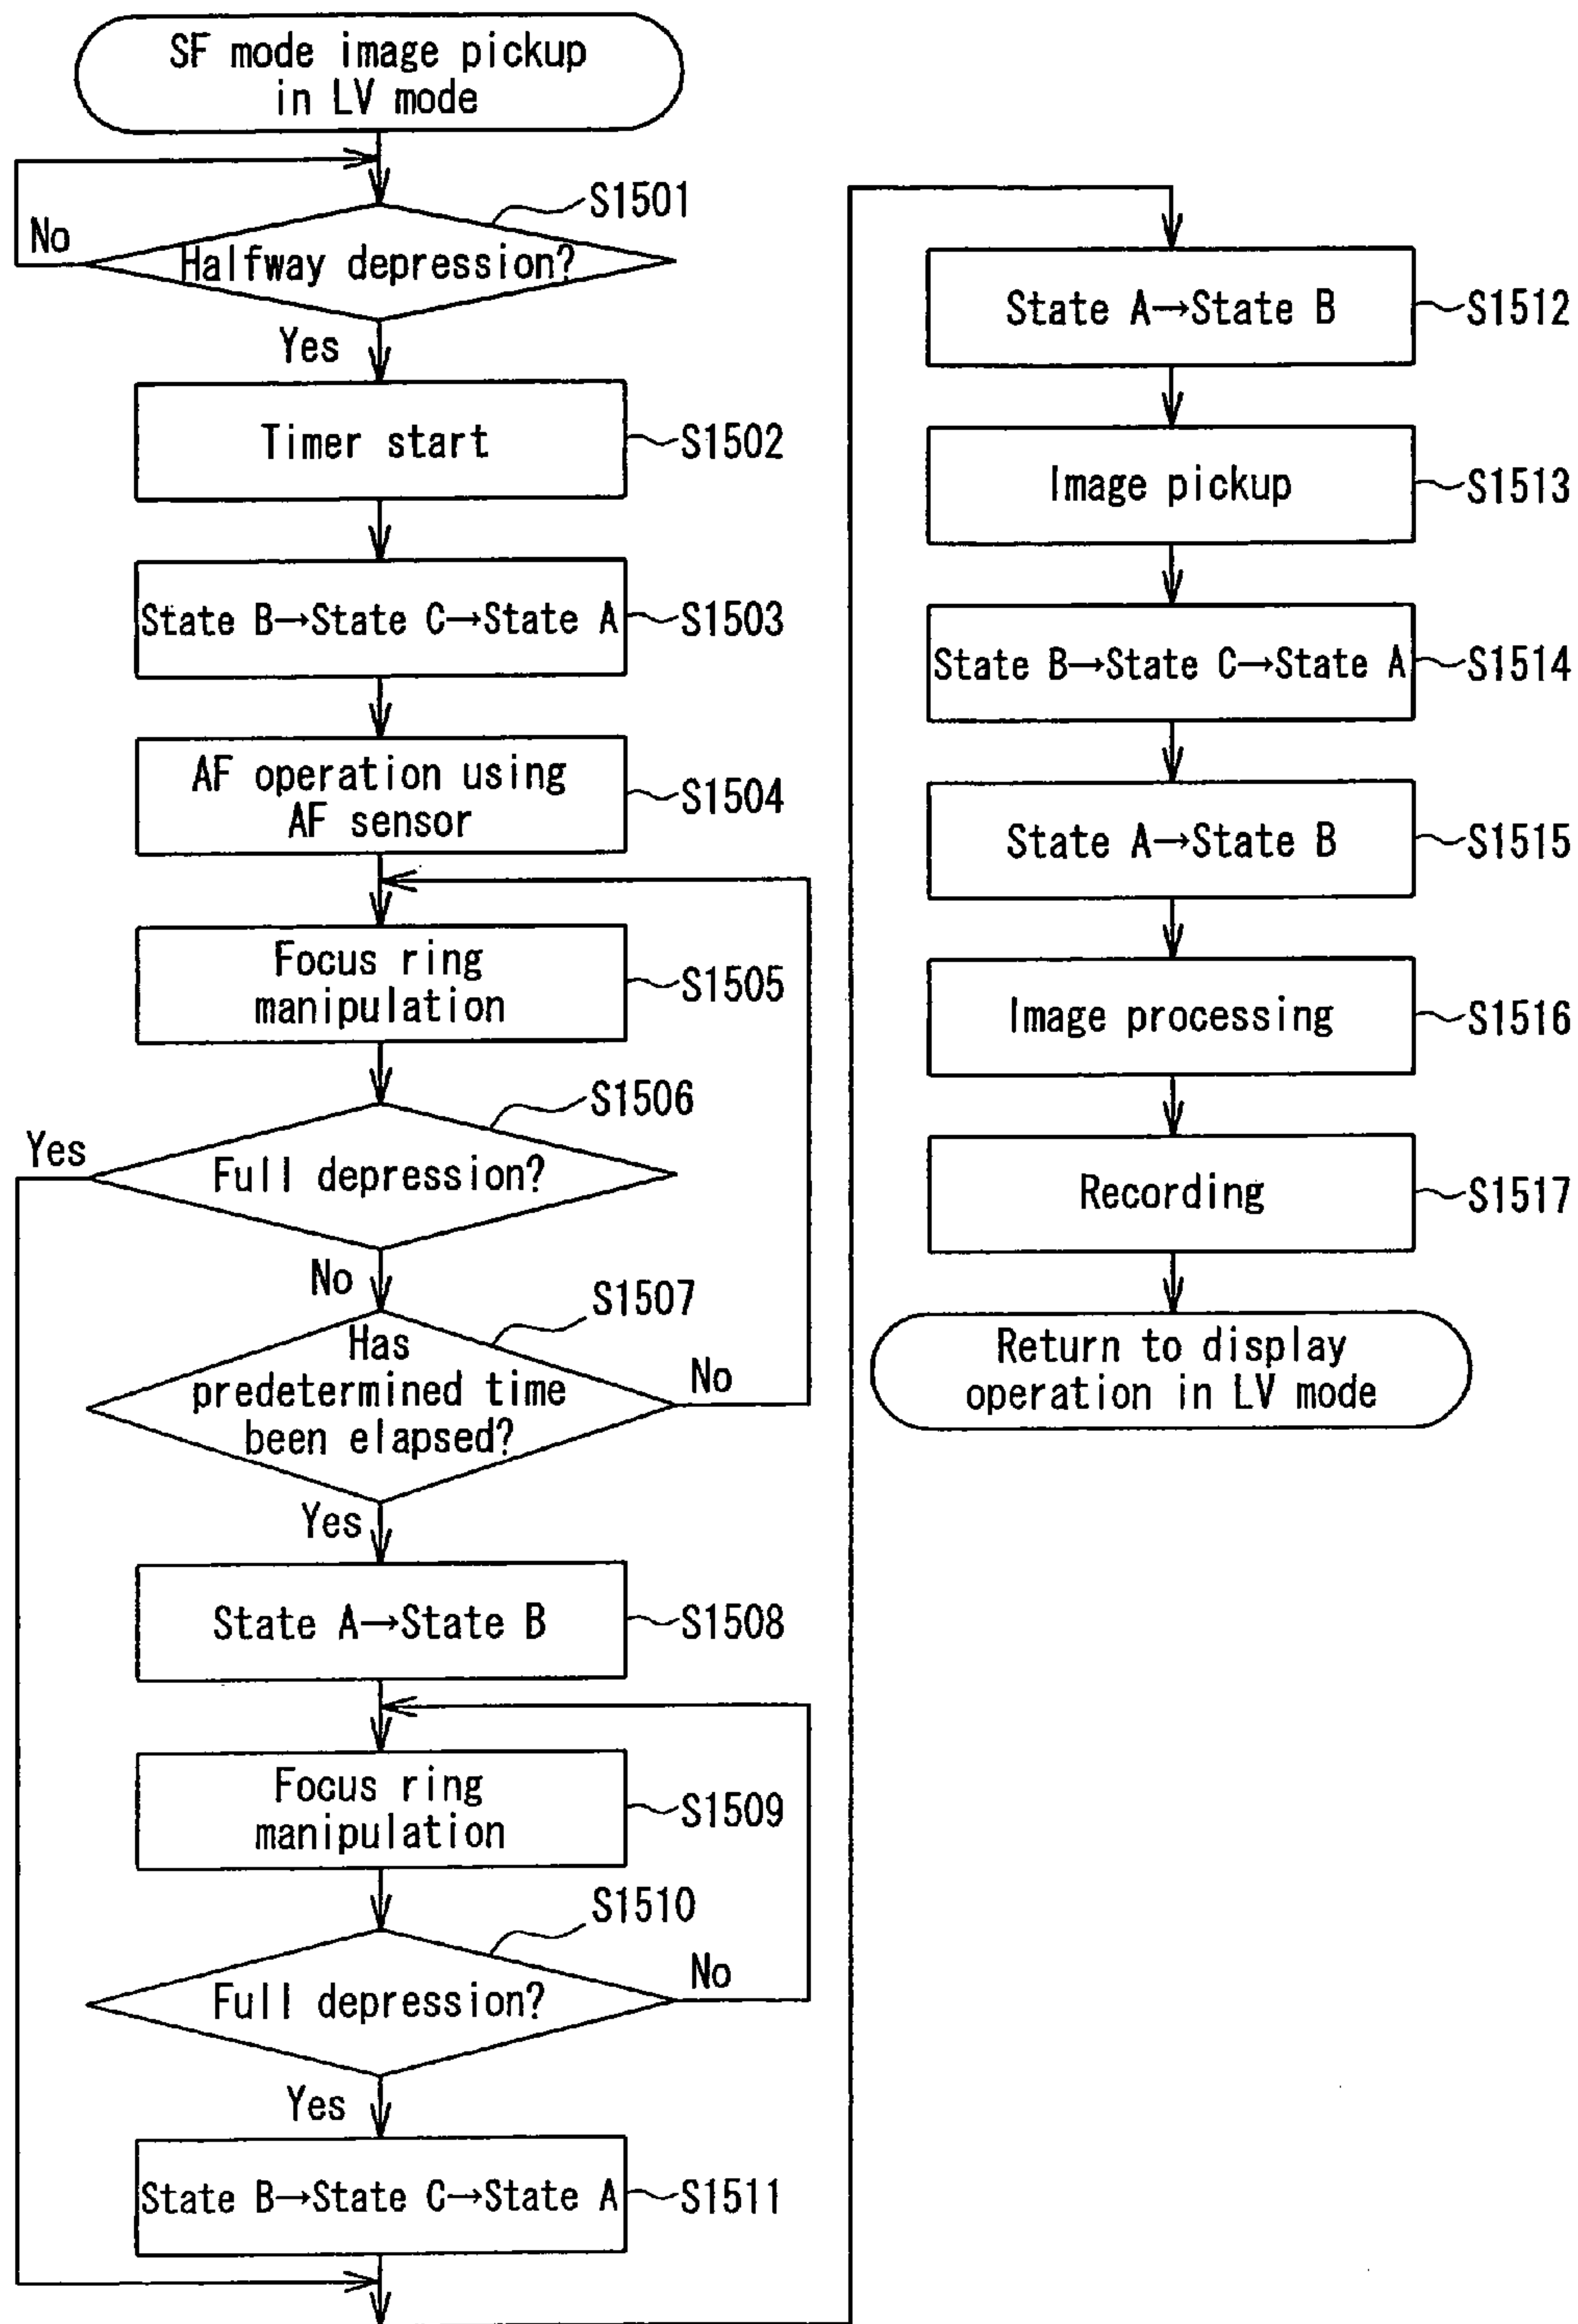 SF mode image pickup
in LV mode
S1501
No
Halfway depression?
Yes
Timer start
S1502
State B→State C→State A
S1503
AF operation using
AF sensor
S1504
Focus ring
manipulation
S1505
S1506
Yes
Full depression?
No
S1507
Has
predetermined time
been elapsed?
No
Yes
State A→State B
S1508
Focus ring
manipulation
S1509
S1510
Full depression?
No
Yes
State B→State C→State A
S1511
State A→State B
S1512
Image pickup
S1513
State B→State C→State A
S1514
State A→State B
S1515
Image processing
S1516
Recording
S1517
Return to display
operation in LV mode